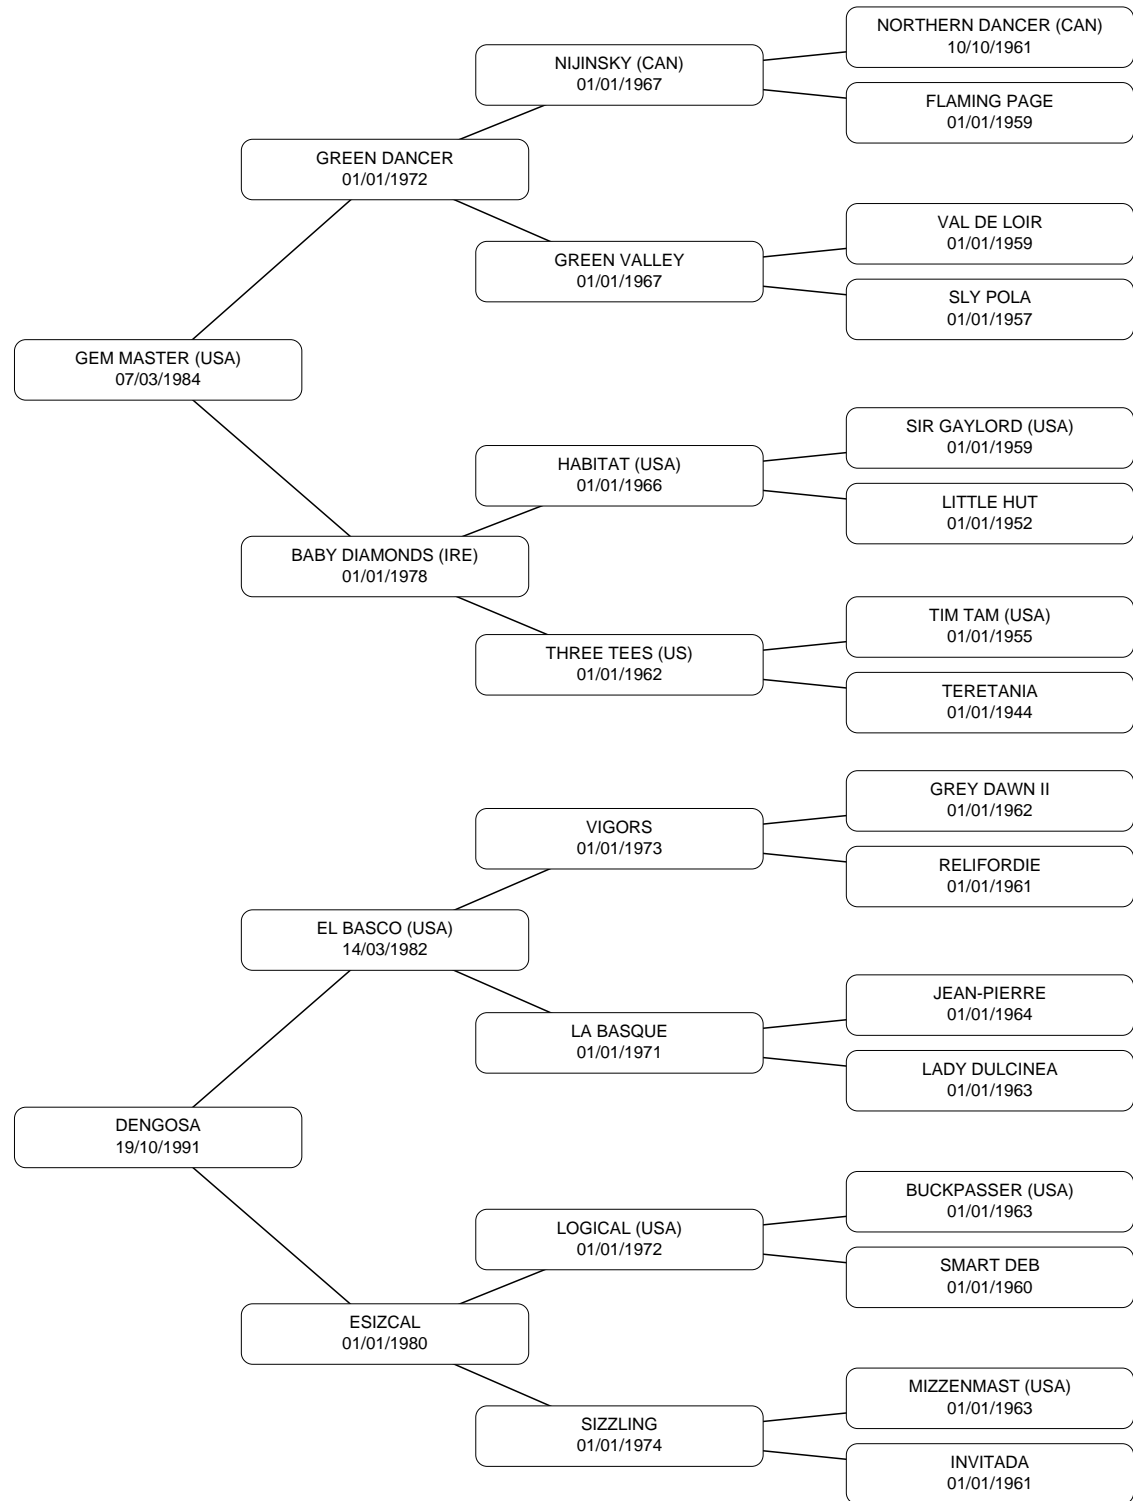 NORTHERN DANCER (CAN)
10/10/1961
NIJINSKY (CAN)
01/01/1967
FLAMING PAGE
01/01/1959
GREEN DANCER
01/01/1972
VAL DE LOIR
01/01/1959
GREEN VALLEY
01/01/1967
SLY POLA
01/01/1957
GEM MASTER (USA)
07/03/1984
SIR GAYLORD (USA)
01/01/1959
HABITAT (USA)
01/01/1966
LITTLE HUT
01/01/1952
BABY DIAMONDS (IRE)
01/01/1978
TIM TAM (USA)
01/01/1955
THREE TEES (US)
01/01/1962
TERETANIA
01/01/1944
GREY DAWN II
01/01/1962
VIGORS
01/01/1973
RELIFORDIE
01/01/1961
EL BASCO (USA)
14/03/1982
JEAN-PIERRE
01/01/1964
LA BASQUE
01/01/1971
LADY DULCINEA
01/01/1963
DENGOSA
19/10/1991
BUCKPASSER (USA)
01/01/1963
LOGICAL (USA)
01/01/1972
SMART DEB
01/01/1960
ESIZCAL
01/01/1980
MIZZENMAST (USA)
01/01/1963
SIZZLING
01/01/1974
INVITADA
01/01/1961